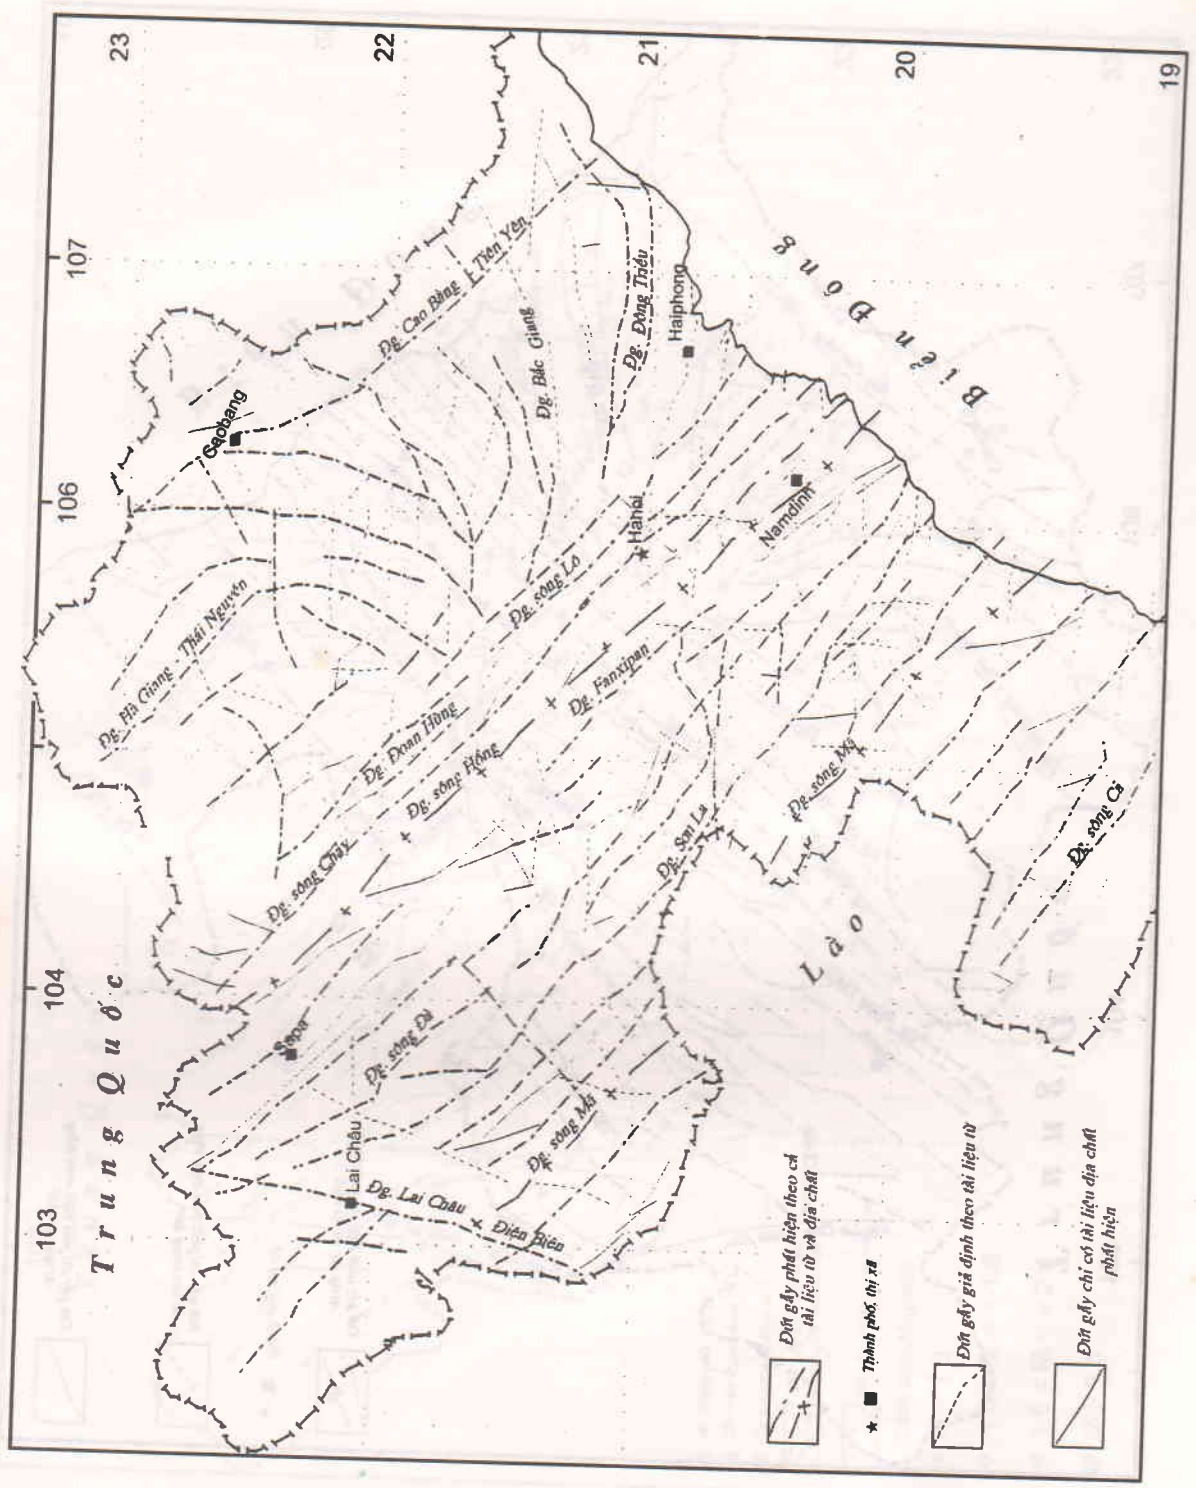 23
22
21
20
19
107
106
104
103
Trung Quốc
Lào
Biển Đông
Caobang
Haiphong
Hanoi
Namdinh
Sapa
Lai Châu
Đg. Cao Bằng - Tiên Yên
Đg. Bắc Giang
Đg. Đông Triều
Đg. Hà Giang - Thái Nguyên
Đg. sông Lô
Đg. Đoan Hùng
Đg. sông Hồng
Đg. sông Chảy
Đg. Fanxipan
Đg. Sơn La
Đg. sông Mã
Đg. sông Cả
Đg. sông Đà
Đg. sông Mã
Đg. Lai Châu - Điện Biên
Đứt gãy phát hiện theo cả
tài liệu từ và địa chất
Thành phố, thị xã
Đứt gãy giả định theo tài liệu từ
Đứt gãy chỉ có tài liệu địa chất
phát hiện